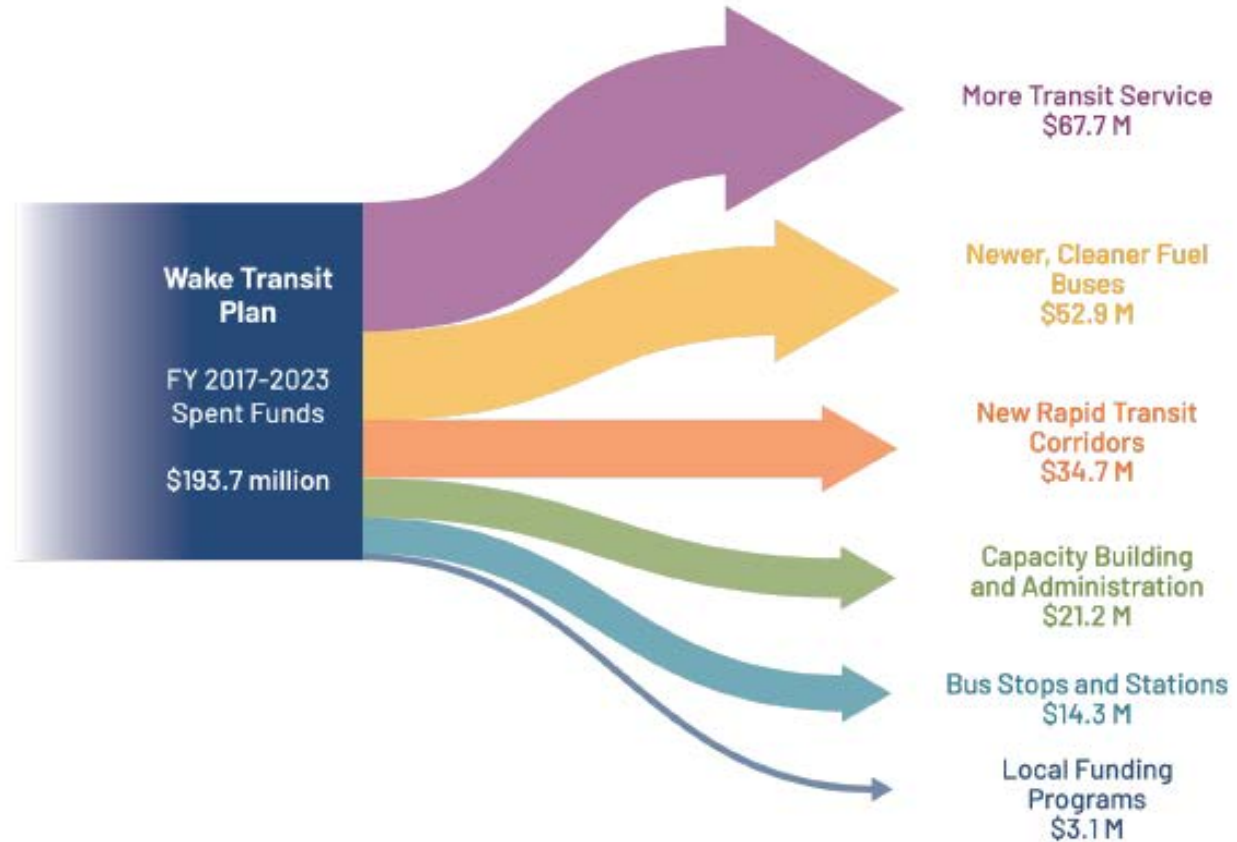 Wake Transit
Plan
FY 2017-2023
Spent Funds
$193.7 million
More Transit Service
$67.7 M
Newer, Cleaner Fuel
Buses
$52.9 M
New Rapid Transit
Corridors
$34.7 M
Capacity Building
and Administration
$21.2 M
Bus Stops and Stations
$14.3 M
Local Funding
Programs
$3.1 M